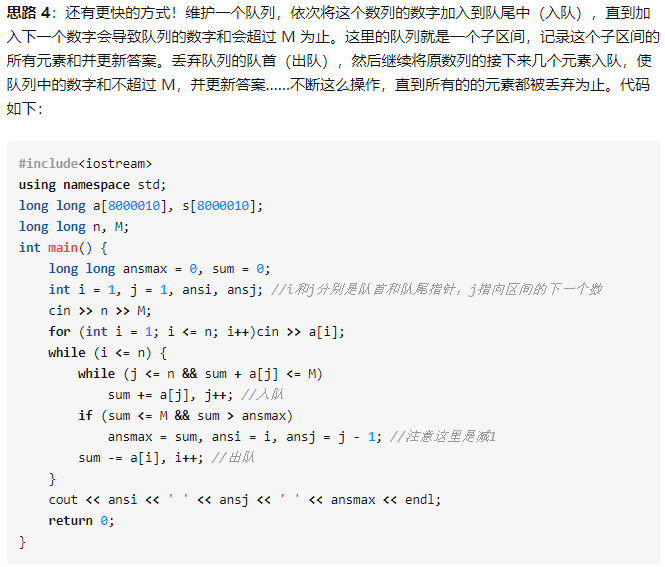 思路 4：还有更快的方式！维护一个队列，依次将这个数列的数字加入到队尾中（入队），直到加
入下一个数字会导致队列的数字和会超过 M 为止。这里的队列就是一个子区间，记录这个子区间的
所有元素和并更新答案。丢弃队列的队首（出队），然后继续将原数列的接下来几个元素入队，使
队列中的数字和不超过 M，并更新答案……不断这么操作，直到所有的的元素都被丢弃为止。代码
如下：
#include<iostream>
using namespace std;
long long a[8000010], s[8000010];
long long n, M;
int main() {
    long long ansmax = 0, sum = 0;
    int i = 1, j = 1, ansi, ansj; //i和j分别是队首和队尾指针，j指向区间的下一个数
    cin >> n >> M;
    for (int i = 1; i <= n; i++)cin >> a[i];
    while (i <= n) {
        while (j <= n && sum + a[j] <= M)
            sum += a[j], j++; //入队
        if (sum <= M && sum > ansmax)
            ansmax = sum, ansi = i, ansj = j - 1; //注意这里是减1
        sum -= a[i], i++; //出队
    }
    cout << ansi << ' ' << ansj << ' ' << ansmax << endl;
    return 0;
}